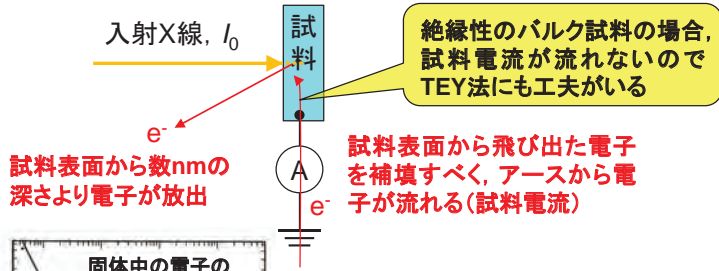 入射X線, I0
試
料
絶縁性のバルク試料の場合,
試料電流が流れないので
TEY法にも工夫がいる
e-
試料表面から数nmの
深さより電子が放出
A
e-
試料表面から飛び出た電子
を補填すべく, アースから電
子が流れる(試料電流)
固体中の電子の